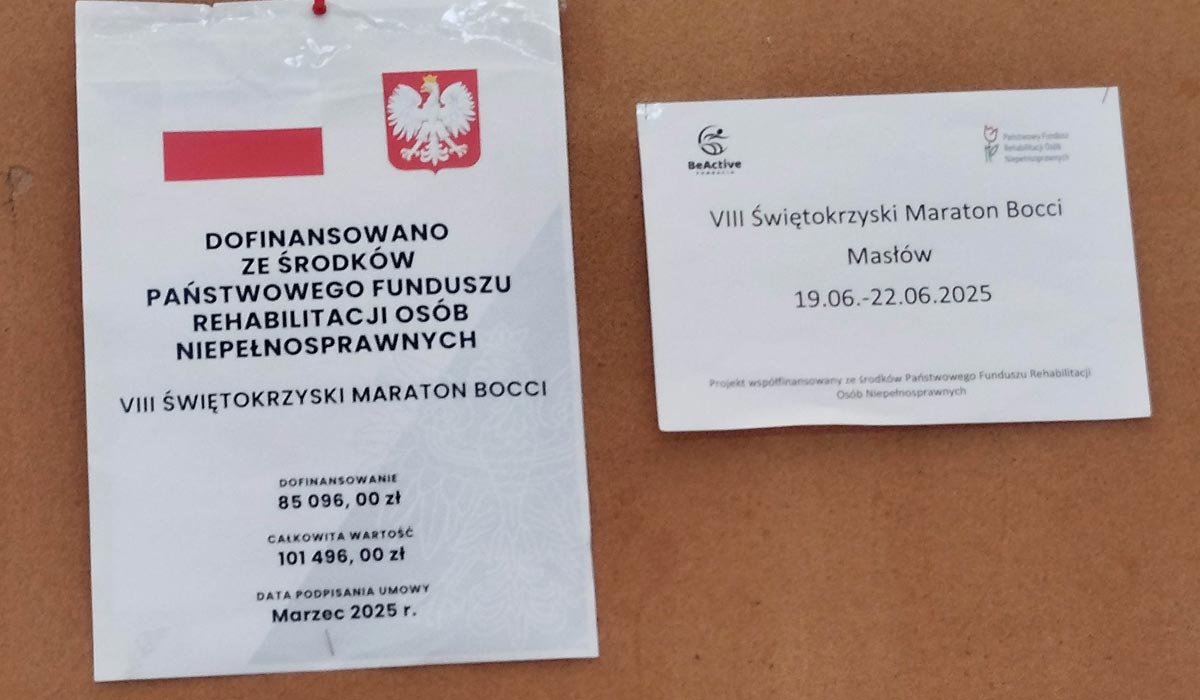 DOFINANSOWANO
ZE ŚRODKÓW
PAŃSTWOWEGO FUNDUSZU
REHABILITACJI OSÓB
NIEPEŁNOSPRAWNYCH
VIII ŚWIĘTOKRZYSKI MARATON BOCCI
DOFINANSOWANIE
85 096,00 zł
CAŁKOWITA WARTOŚĆ
101 496,00 zł
DATA PODPISANIA UMOWY
Marzec 2025 r.
BeActive
FUNDACJA
Państwowy Fundusz
Rehabilitacji Osób
Niepełnosprawnych
VIII Świętokrzyski Maraton Bocci
Masłów
19.06.-22.06.2025
Projekt współfinansowany ze środków Państwowego Funduszu Rehabilitacji
Osób Niepełnosprawnych